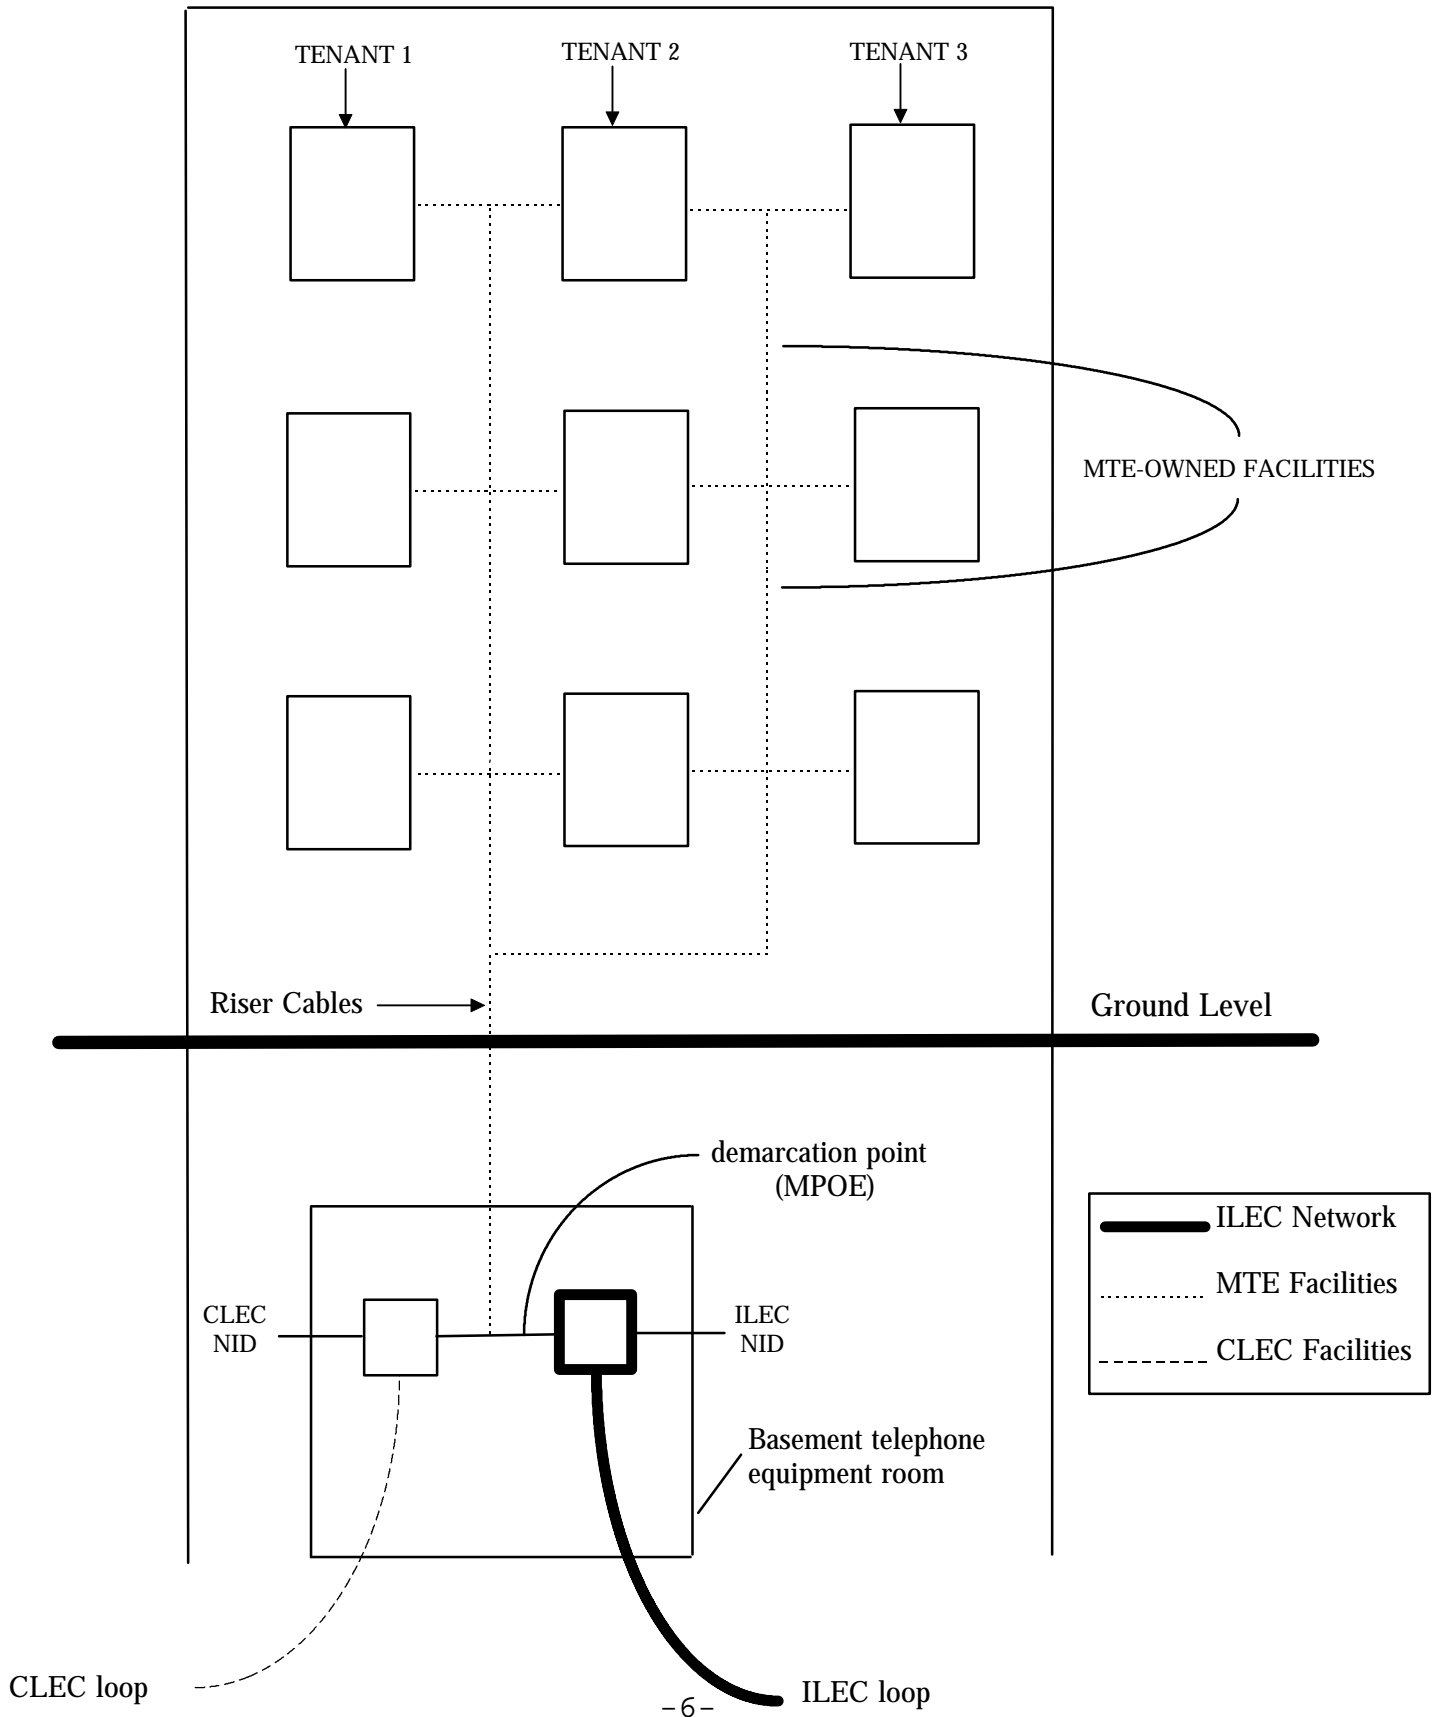 TENANT 1
TENANT 2
TENANT 3
MTE-OWNED FACILITIES
Riser Cables
Ground Level
demarcation point
(MPOE)
ILEC Network
MTE Facilities
CLEC Facilities
CLEC
NID
ILEC
NID
Basement telephone
equipment room
CLEC loop
ILEC loop
-6-